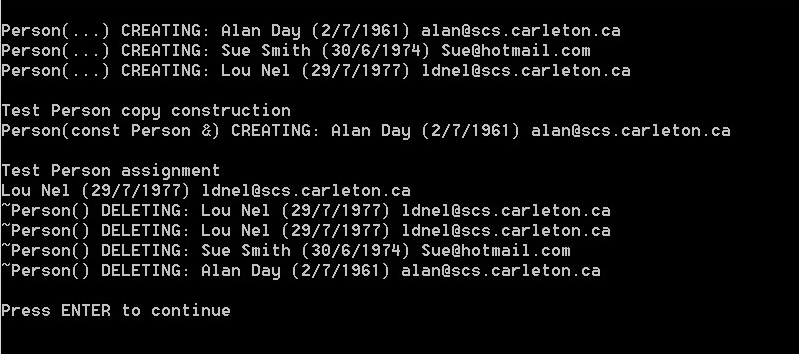 Person(...) CREATING: Alan Day (2/7/1961) alan@scs.carleton.ca
Person(...) CREATING: Sue Smith (30/6/1974) Sue@hotmail.com
Person(...) CREATING: Lou Nel (29/7/1977) ldnel@scs.carleton.ca
Test Person copy construction
Person(const Person &) CREATING: Alan Day (2/7/1961) alan@scs.carleton.ca
Test Person assignment
Lou Nel (29/7/1977) ldnel@scs.carleton.ca
~Person() DELETING: Lou Nel (29/7/1977) ldnel@scs.carleton.ca
~Person() DELETING: Lou Nel (29/7/1977) ldnel@scs.carleton.ca
~Person() DELETING: Sue Smith (30/6/1974) Sue@hotmail.com
~Person() DELETING: Alan Day (2/7/1961) alan@scs.carleton.ca
Press ENTER to continue